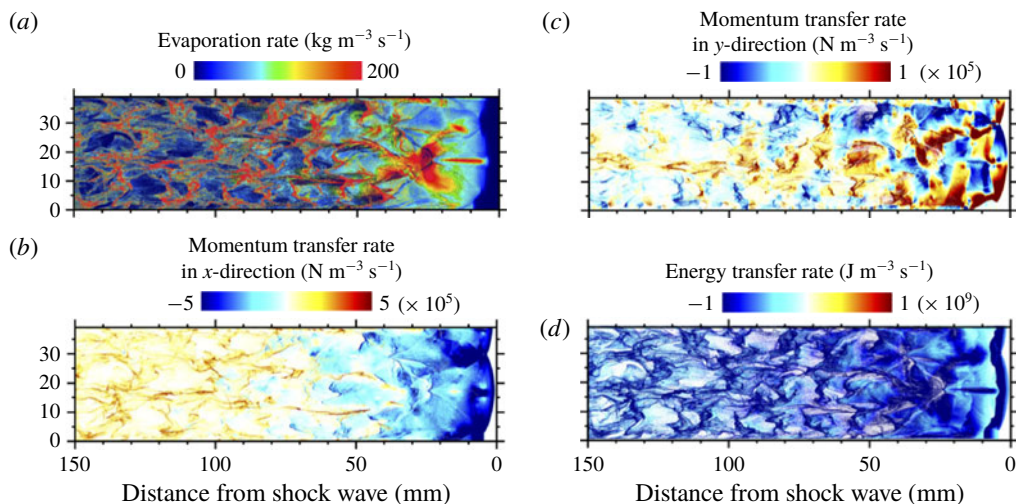 (a)
Evaporation rate (kg m⁻³ s⁻¹)
0 200
30
20
10
0
(b)
Momentum transfer rate
in x-direction (N m⁻³ s⁻¹)
−5 5 (× 10⁵)
30
20
10
0
150 100 50 0
Distance from shock wave (mm)
(c)
Momentum transfer rate
in y-direction (N m⁻³ s⁻¹)
−1 1 (× 10⁵)
(d)
Energy transfer rate (J m⁻³ s⁻¹)
−1 1 (× 10⁹)
150 100 50 0
Distance from shock wave (mm)